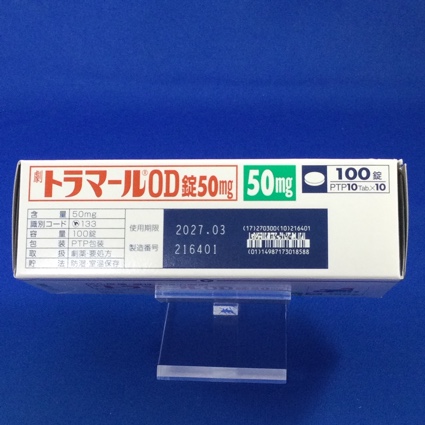 劇 トラマール®OD錠50mg 50mg 100錠
PTP10Tab.×10
含量 50mg
識別コード 133
容量 100錠
包装 PTP包装
取扱 劇薬・要処方
貯法 防湿・室温保存
使用期限 2027.03
製造番号 216401
(17)270300(10)216401
(01)14987173018588